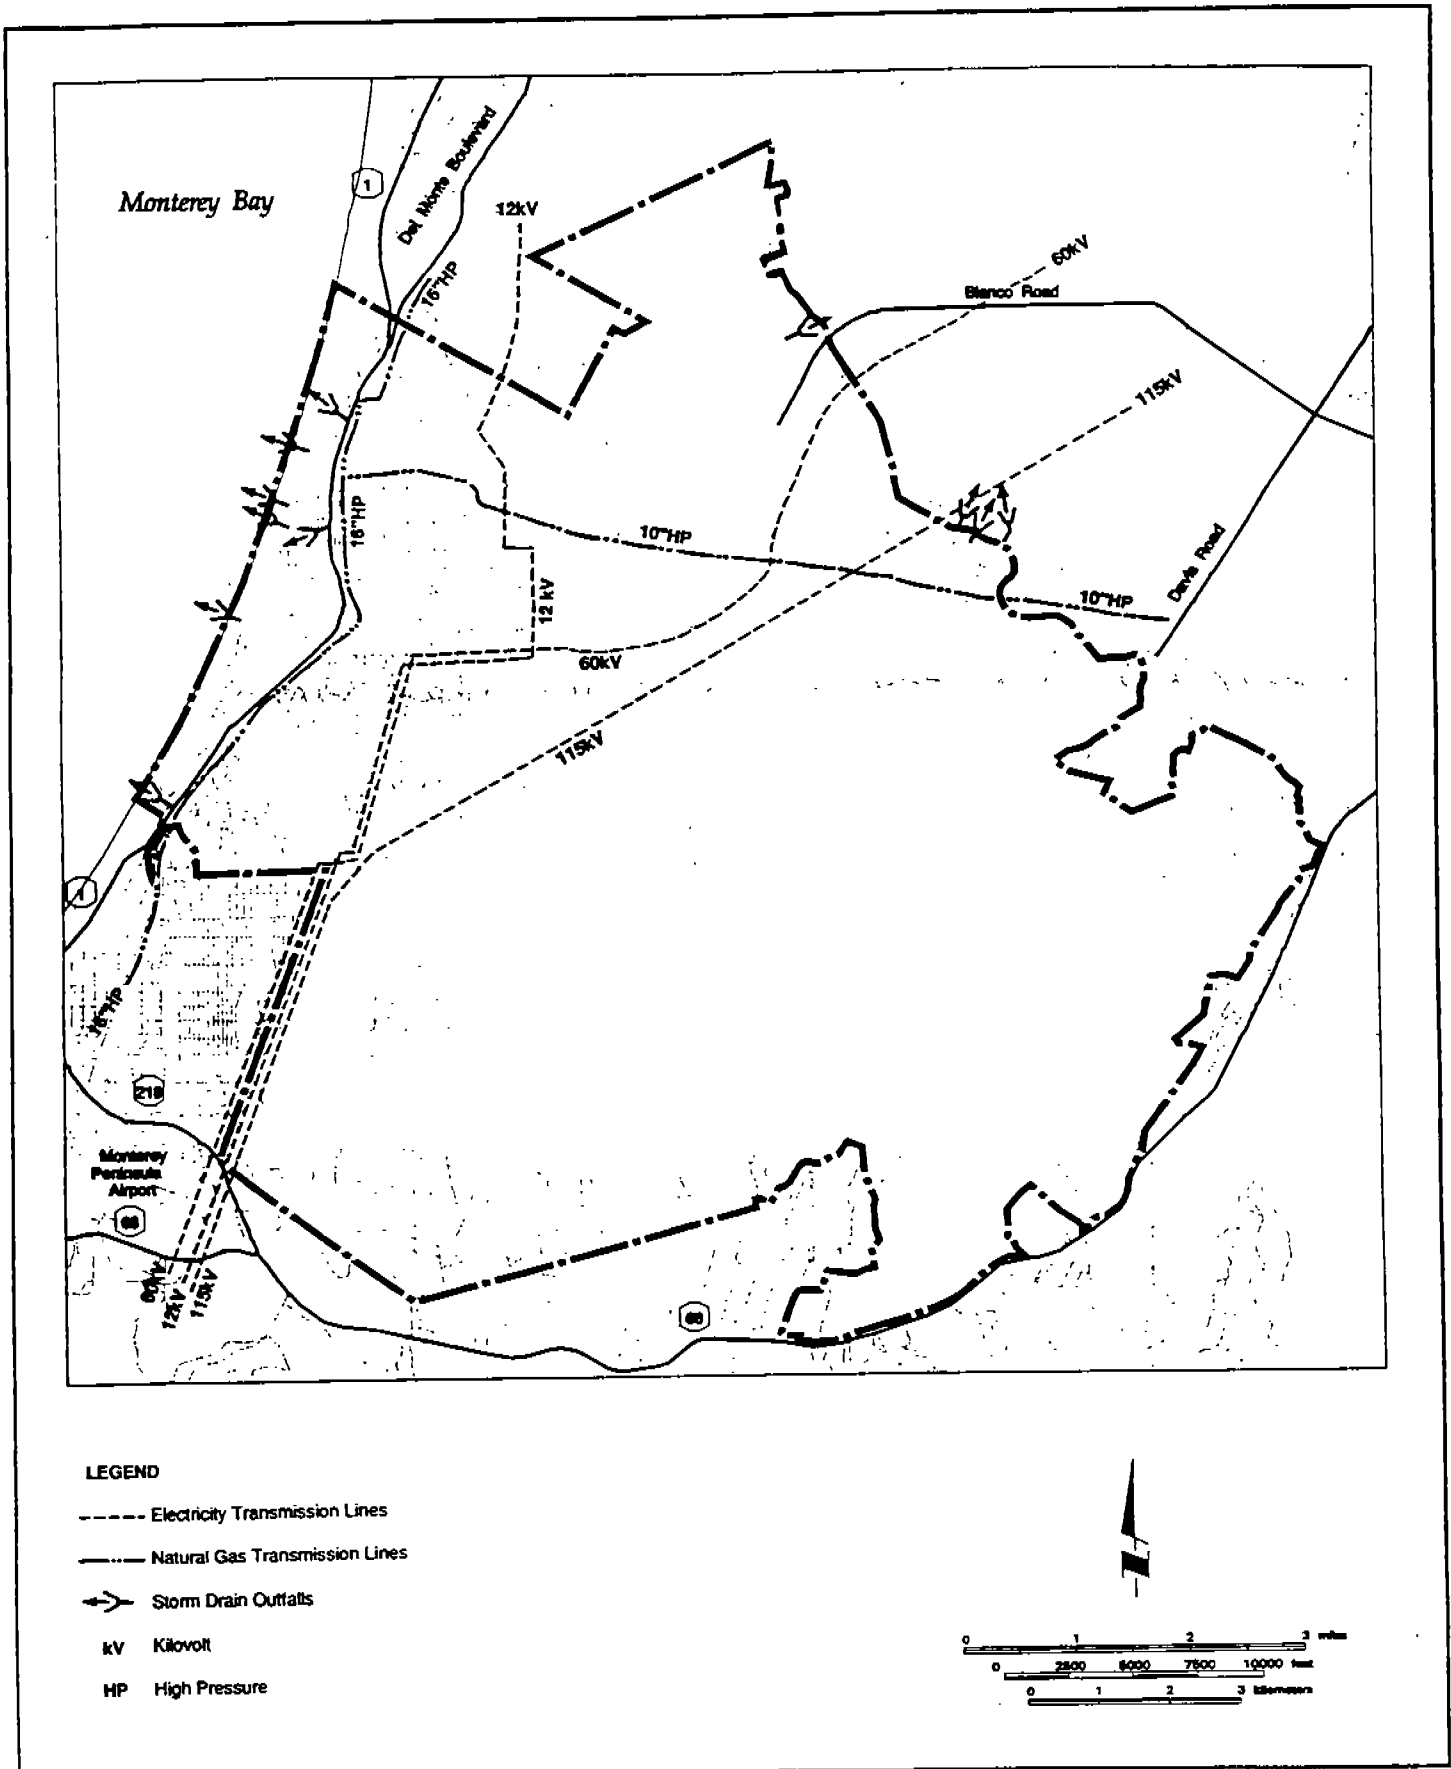 Monterey Bay
1
Del Monte Boulevard
12kV
16"HP
60kV
Blanco Road
115kV
16"HP
10"HP
Davis Road
12 kV
10"HP
60kV
115kV
1
16"HP
218
Monterey
Peninsula
Airport
68
60kV
12kV
115kV
68
LEGEND
Electricity Transmission Lines
Natural Gas Transmission Lines
Storm Drain Outfalls
kV Kilovolt
HP High Pressure
0 1 2 3 miles
0 2500 5000 7500 10000 feet
0 1 2 3 kilometers